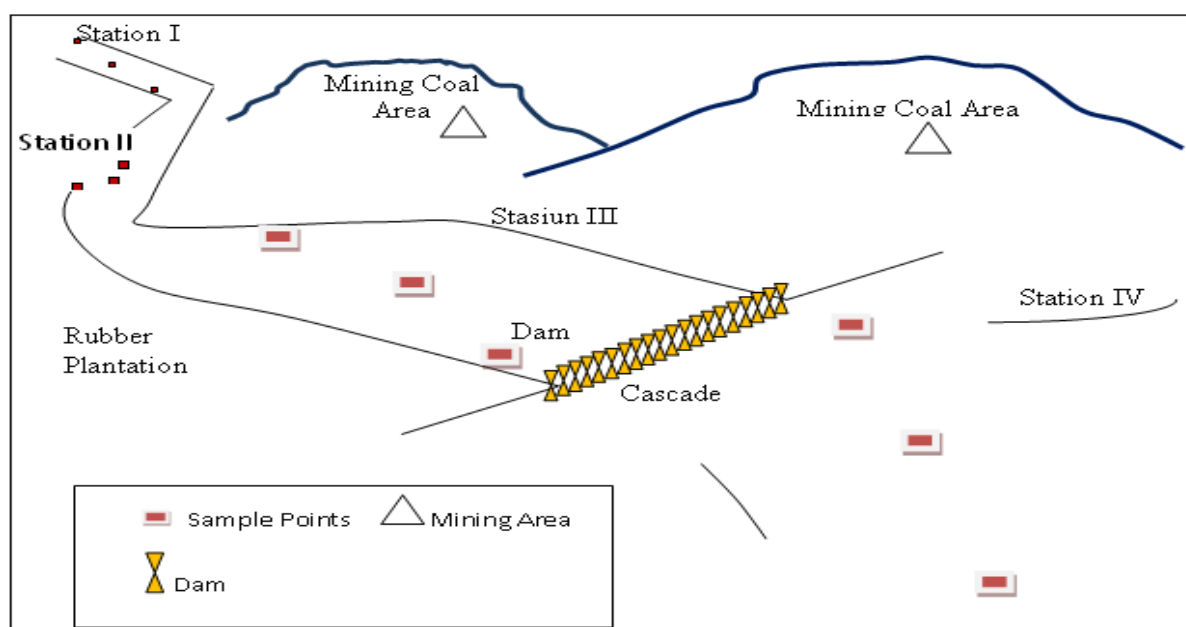 Station I
Mining Coal
Area
Mining Coal Area
Station II
Stasiun III
Station IV
Rubber
Plantation
Dam
Cascade
Sample Points
Mining Area
Dam